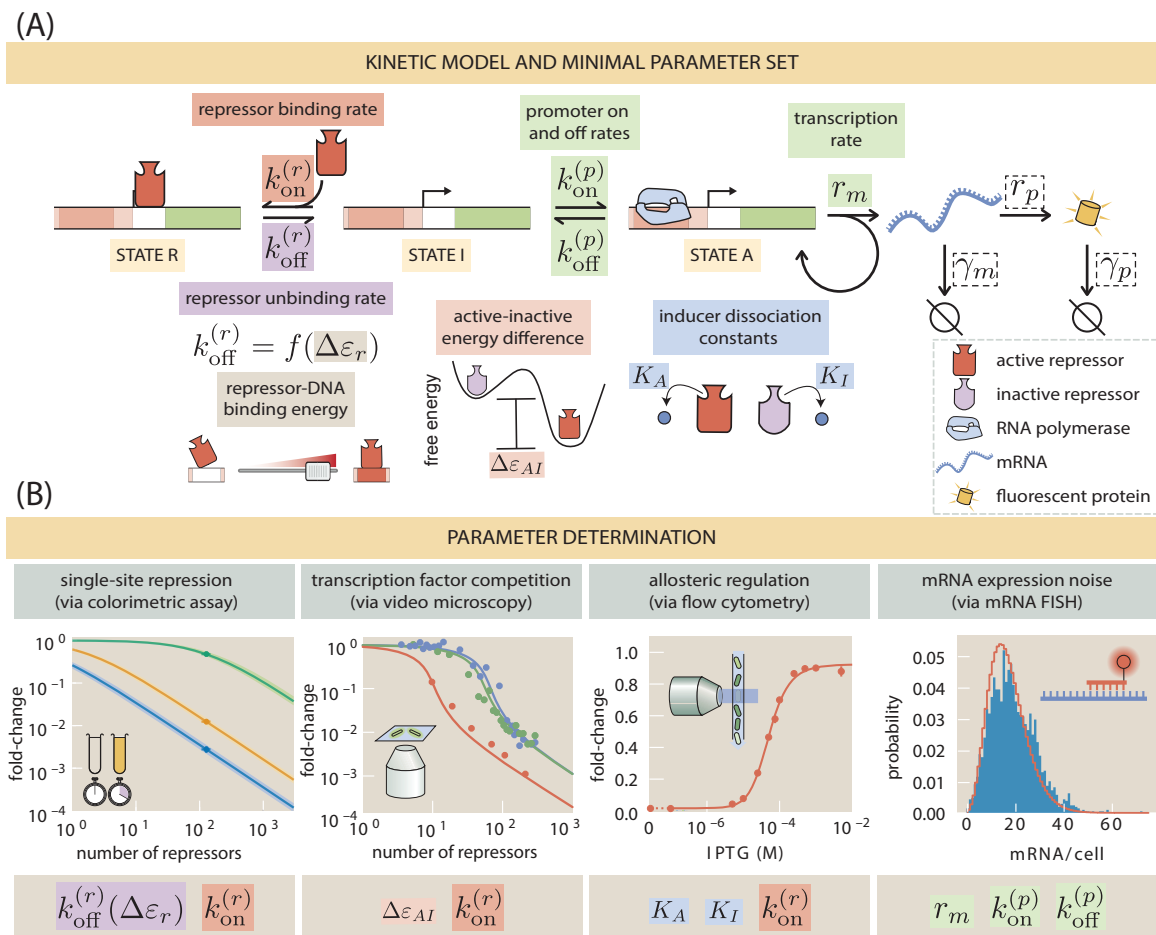 (A)
KINETIC MODEL AND MINIMAL PARAMETER SET
repressor binding rate
promoter on
and off rates
transcription
rate
k_on^(r)
k_off^(r)
k_on^(p)
k_off^(p)
r_m
r_p
γ_m
γ_p
STATE R
STATE I
STATE A
repressor unbinding rate
k_off^(r) = f(Δε_r)
repressor-DNA
binding energy
active-inactive
energy difference
free energy
Δε_AI
inducer dissociation
constants
K_A
K_I
active repressor
inactive repressor
RNA polymerase
mRNA
fluorescent protein
(B)
PARAMETER DETERMINATION
single-site repression
(via colorimetric assay)
fold-change
10^0
10^-1
10^-2
10^-3
10^-4
10^0 10^1 10^2 10^3
number of repressors
k_off^(r)(Δε_r) k_on^(r)
transcription factor competition
(via video microscopy)
fold-change
10^0
10^-1
10^-2
10^-3
10^-4
10^0 10^1 10^2 10^3
number of repressors
Δε_AI k_on^(r)
allosteric regulation
(via flow cytometry)
fold-change
1.0
0.8
0.6
0.4
0.2
0.0
0 10^-6 10^-4 10^-2
IPTG (M)
K_A K_I k_on^(r)
mRNA expression noise
(via mRNA FISH)
probability
0.05
0.04
0.03
0.02
0.01
0.00
0 20 40 60
mRNA/cell
r_m k_on^(p) k_off^(p)